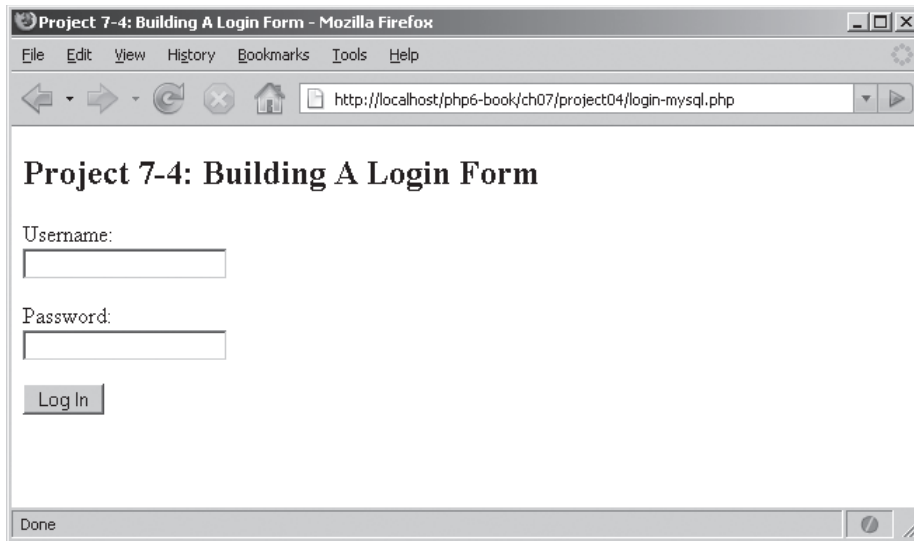 Project 7-4: Building A Login Form - Mozilla Firefox
File Edit View History Bookmarks Tools Help
http://localhost/php6-book/ch07/project04/login-mysql.php
Project 7-4: Building A Login Form
Username:
Password:
Log In
Done